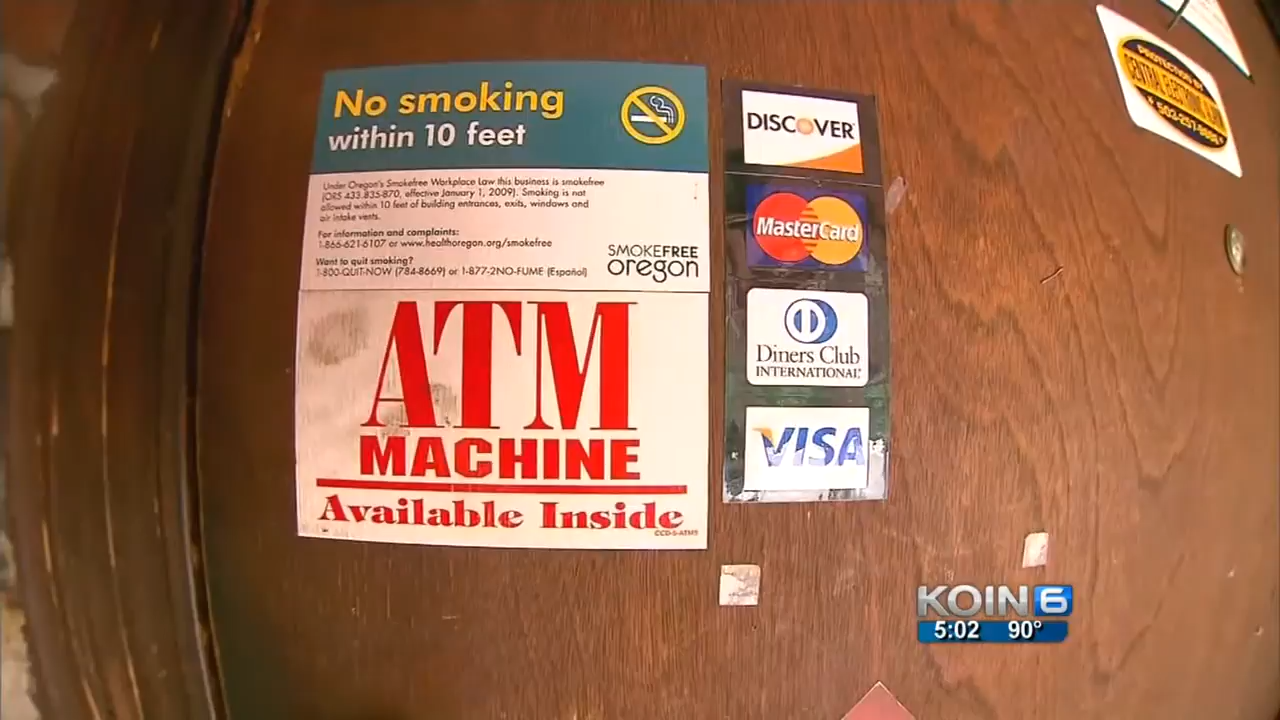 No smoking
within 10 feet
Under Oregon's Smokefree Workplace Law this business is smokefree
(ORS 433.835-870, effective January 1, 2009). Smoking is not
allowed within 10 feet of building entrances, exits, windows and
air intake vents.
For information and complaints:
1-866-621-6107 or www.healthoregon.org/smokefree
Want to quit smoking?
1-800-QUIT-NOW (784-8669) or 1-877-2NO-FUME (Español)
SMOKEFREE
oregon
ATM
MACHINE
Available Inside
DISCOVER
MasterCard
Diners Club
INTERNATIONAL
VISA
PROTECTION BY
CENTRAL
KOIN 6
5:02 90°